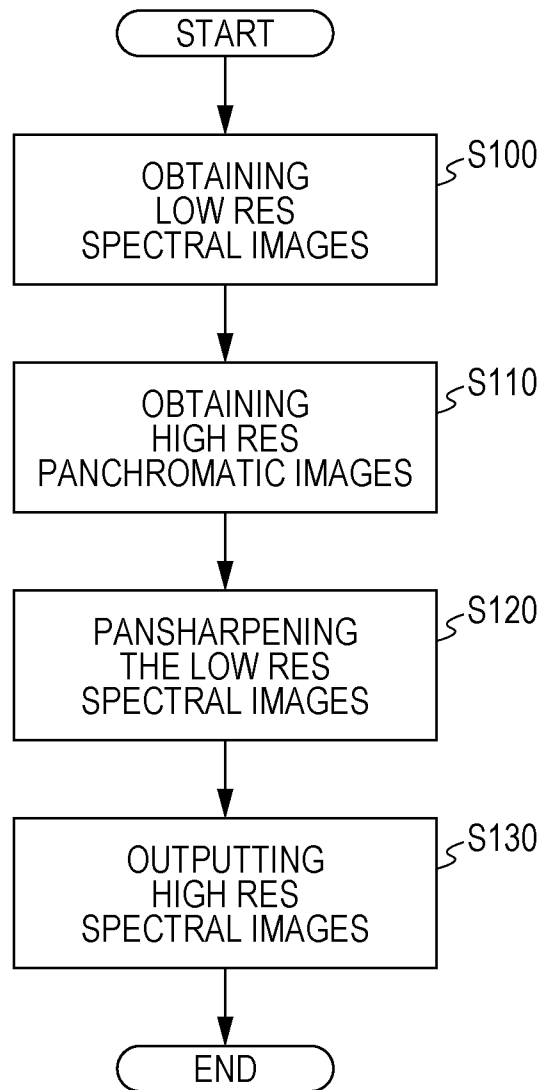 START
OBTAINING
LOW RES
SPECTRAL IMAGES
S100
OBTAINING
HIGH RES
PANCHROMATIC IMAGES
S110
PANSHARPENING
THE LOW RES
SPECTRAL IMAGES
S120
OUTPUTTING
HIGH RES
SPECTRAL IMAGES
S130
END